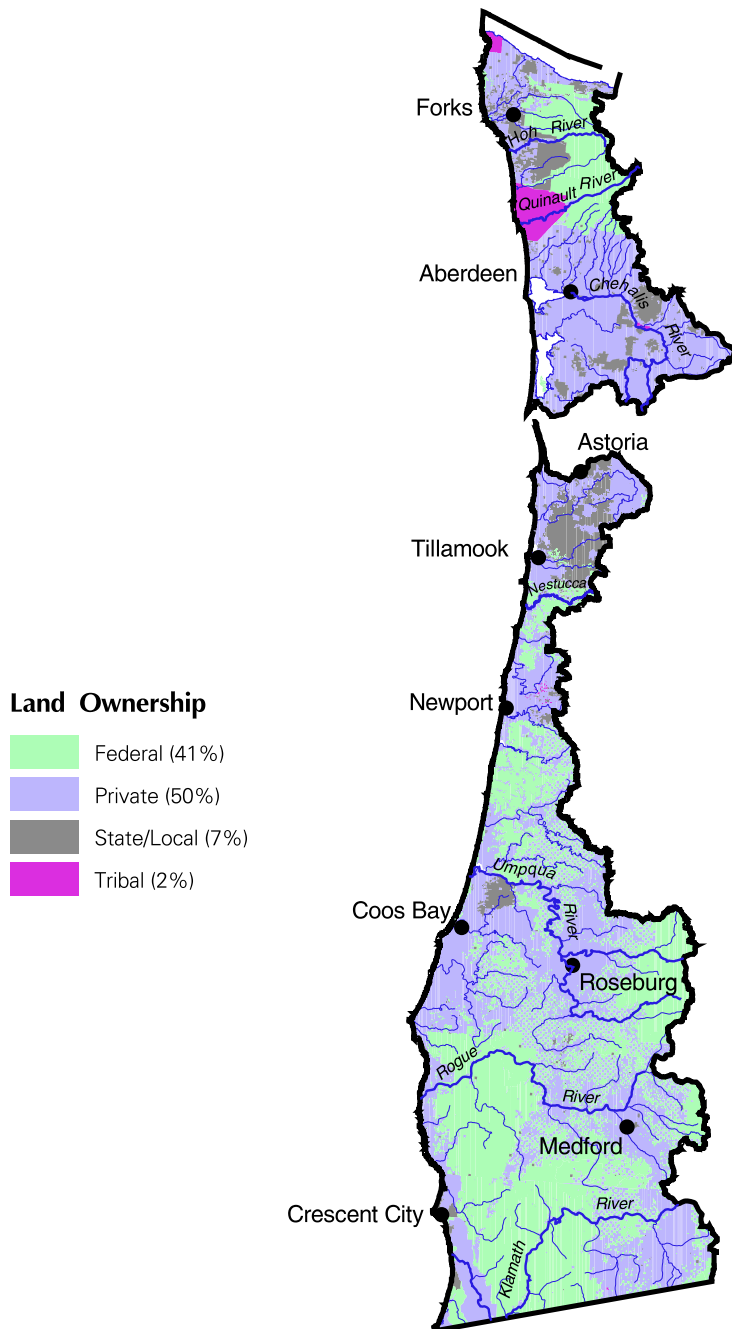 Forks
Hoh River
Quinault River
Aberdeen
Chehalis
River
Astoria
Tillamook
Nestucca
Land Ownership
Newport
Federal (41%)
Private (50%)
State/Local (7%)
Tribal (2%)
Umpqua
River
Coos Bay
Roseburg
Rogue
River
Medford
Crescent City
River
Klamath